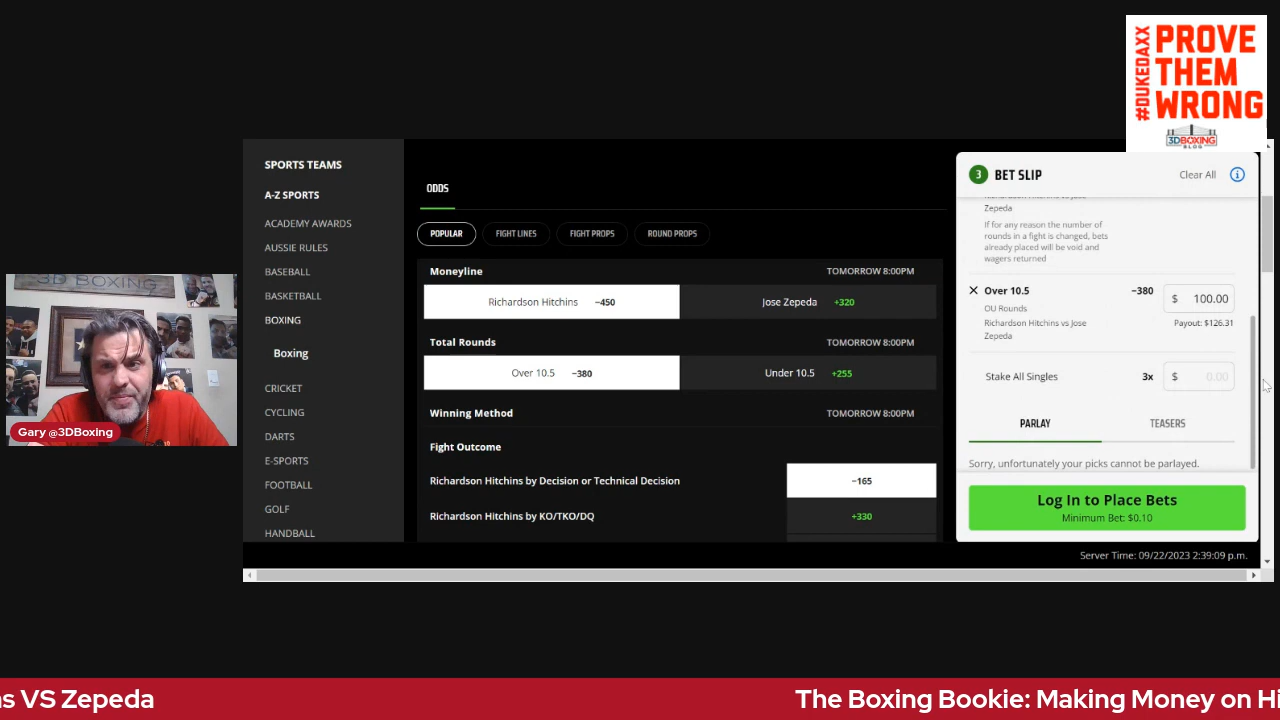 #DUKEDAXX
PROVE
THEM
WRONG
3DBOXING
BLOG
SPORTS TEAMS
A-Z SPORTS
ACADEMY AWARDS
AUSSIE RULES
BASEBALL
BASKETBALL
BOXING
Boxing
CRICKET
CYCLING
DARTS
E-SPORTS
FOOTBALL
GOLF
HANDBALL
ODDS
POPULAR FIGHT LINES FIGHT PROPS ROUND PROPS
Moneyline TOMORROW 8:00PM
Richardson Hitchins −450 Jose Zepeda +320
Total Rounds TOMORROW 8:00PM
Over 10.5 −380 Under 10.5 +255
Winning Method TOMORROW 8:00PM
Fight Outcome
Richardson Hitchins by Decision or Technical Decision −165
Richardson Hitchins by KO/TKO/DQ +330
3 BET SLIP Clear All
Richardson Hitchins vs Jose
Zepeda
If for any reason the number of
rounds in a fight is changed, bets
already placed will be void and
wagers returned
Over 10.5 −380 $ 100.00
OU Rounds
Richardson Hitchins vs Jose
Zepeda
Payout: $126.31
Stake All Singles 3x $ 0.00
PARLAY TEASERS
Sorry, unfortunately your picks cannot be parlayed.
Log In to Place Bets
Minimum Bet: $0.10
Server Time: 09/22/2023 2:39:09 p.m.
3D BOXING
Gary @3DBoxing
ns VS Zepeda
The Boxing Bookie: Making Money on Hi